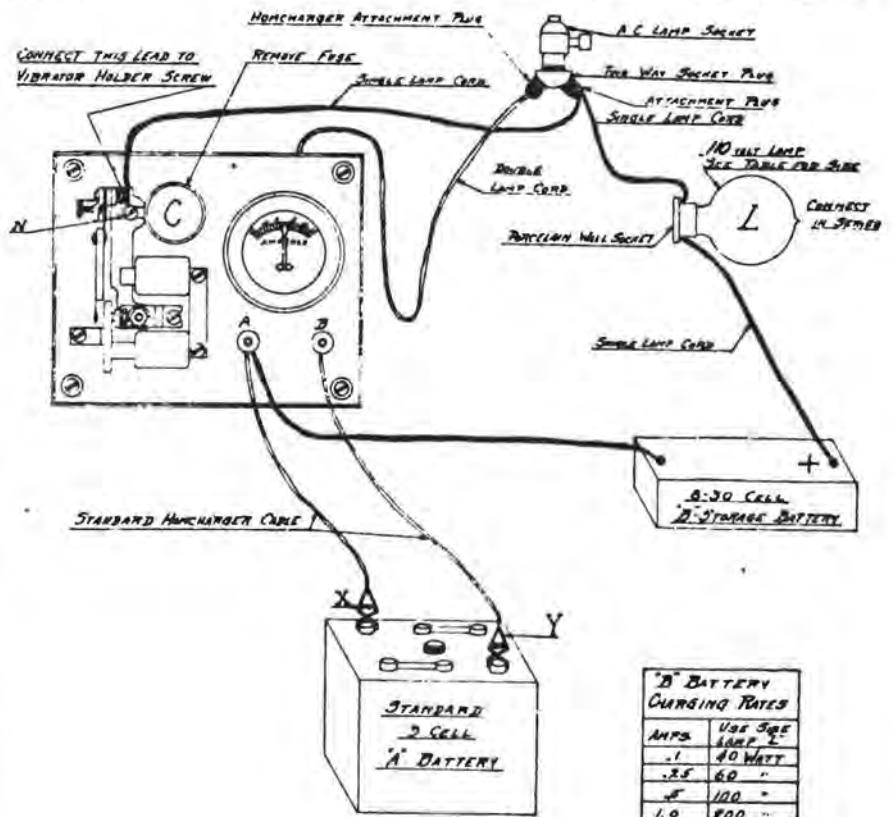 HOMCHARGER ATTACHMENT PLUG
A C LAMP SOCKET
CONNECT THIS LEAD TO
VIBRATOR HOLDER SCREW
REMOVE FUSE
SINGLE LAMP CORD
TWO WAY SOCKET PLUG
ATTACHMENT PLUG
SINGLE LAMP CORD
110 VOLT LAMP
SEE TABLE FOR SIZE
DOUBLE
LAMP CORD
N
C
L
CONNECT
IN SERIES
PORCELAIN WALL SOCKET
A
B
SINGLE LAMP CORD
+
8-30 CELL
"B" STORAGE BATTERY
STANDARD HOMCHARGER CABLE
X
Y
STANDARD
3 CELL
"A" BATTERY
"B" BATTERY
CHARGING RATES
AMPS. USE SIZE
LAMP "L"
.1 40 WATT
.25 60 "
.5 100 "
1.0 200 "